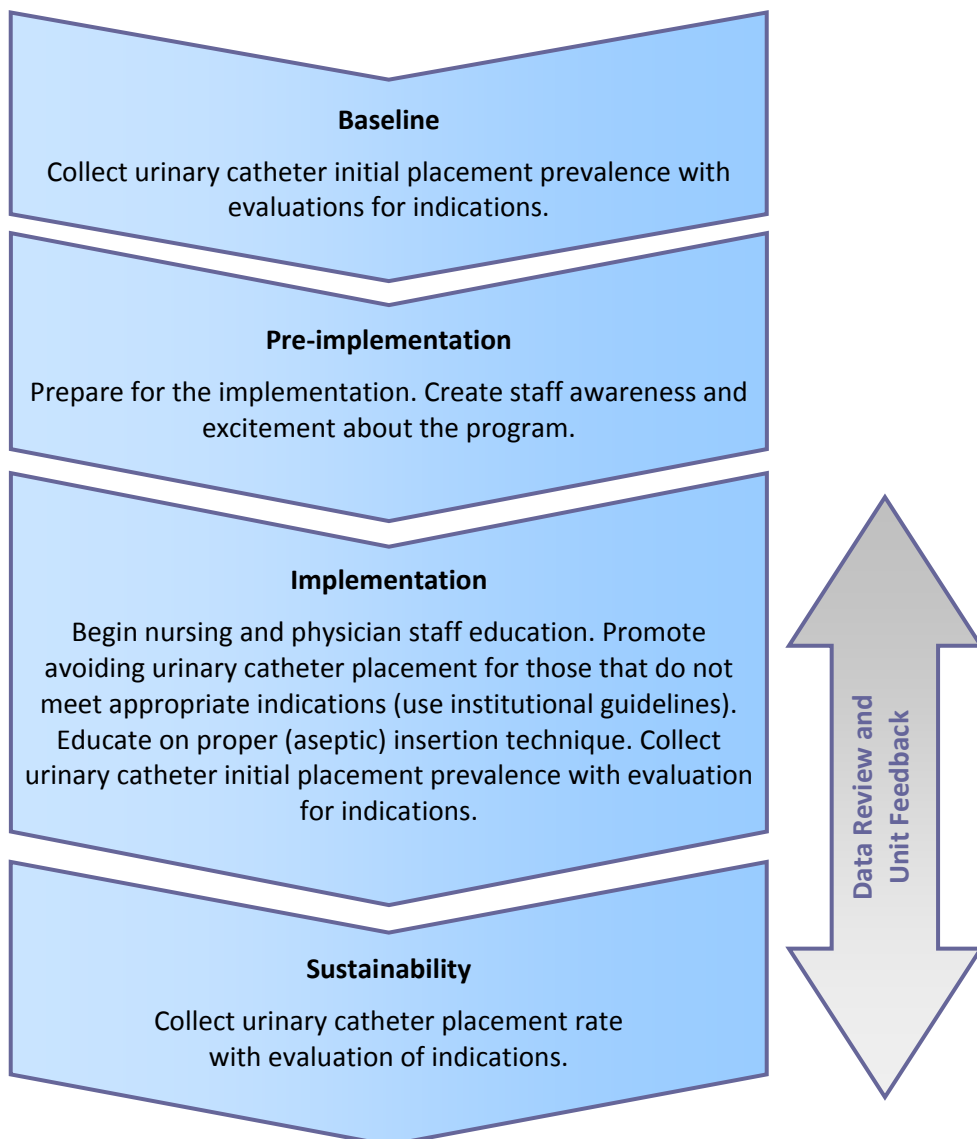 Baseline
Collect urinary catheter initial placement prevalence with
evaluations for indications.
Pre-implementation
Prepare for the implementation. Create staff awareness and
excitement about the program.
Implementation
Begin nursing and physician staff education. Promote
avoiding urinary catheter placement for those that do not
meet appropriate indications (use institutional guidelines).
Educate on proper (aseptic) insertion technique. Collect
urinary catheter initial placement prevalence with evaluation
for indications.
Data Review and
Unit Feedback
Sustainability
Collect urinary catheter placement rate
with evaluation of indications.